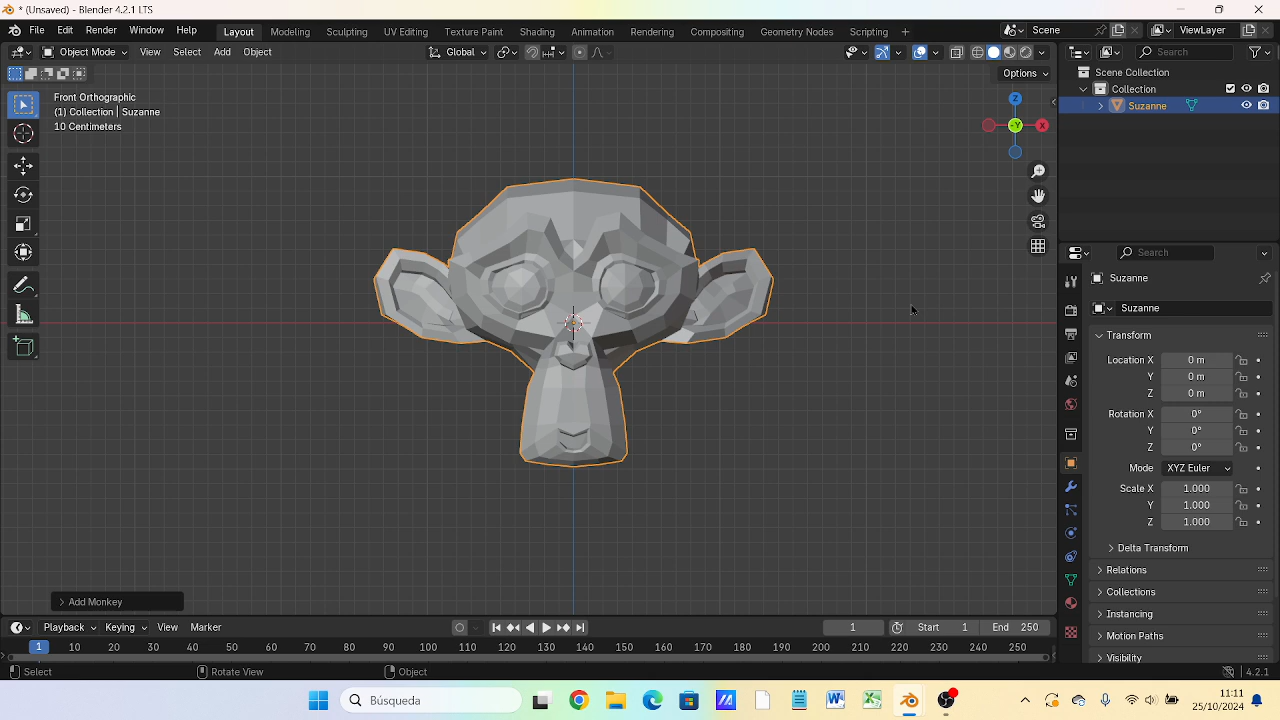 * (Unsaved) - Blender 4.2.1 LTS
File Edit Render Window Help Layout Modeling Sculpting UV Editing Texture Paint Shading Animation Rendering Compositing Geometry Nodes Scripting + Scene ViewLayer
Object Mode View Select Add Object Global Search
Options
Scene Collection
Front Orthographic
(1) Collection | Suzanne
10 Centimeters
Collection
Suzanne
Z
-Y X
Search
Suzanne
Suzanne
Transform
Location X 0 m
Y 0 m
Z 0 m
Rotation X 0°
Y 0°
Z 0°
Mode XYZ Euler
Scale X 1.000
Y 1.000
Z 1.000
Delta Transform
Relations
Collections
Instancing
Motion Paths
Visibility
Add Monkey
Playback Keying View Marker 1 Start 1 End 250
1 10 20 30 40 50 60 70 80 90 100 110 120 130 140 150 160 170 180 190 200 210 220 230 240 250
Select Rotate View Object 4.2.1
Búsqueda
11:11
25/10/2024